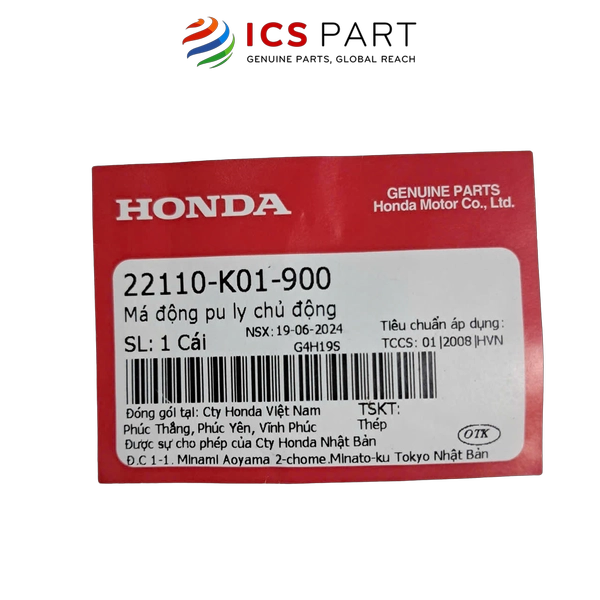 ICS PART
GENUINE PARTS, GLOBAL REACH
HONDA
GENUINE PARTS
Honda Motor Co., Ltd.
22110-K01-900
Má động pu ly chủ động
NSX: 19-06-2024
SL: 1 Cái
G4H19S
Tiêu chuẩn áp dụng:
TCCS: 01|2008|HVN
Đóng gói tại: Cty Honda Việt Nam
TSKT:
Phúc Thắng, Phúc Yên, Vĩnh Phúc
Thép
Được sự cho phép của Cty Honda Nhật Bản
OTK
Đ.C 1-1. Minami Aoyama 2-chome.Minato-ku Tokyo Nhật Bản